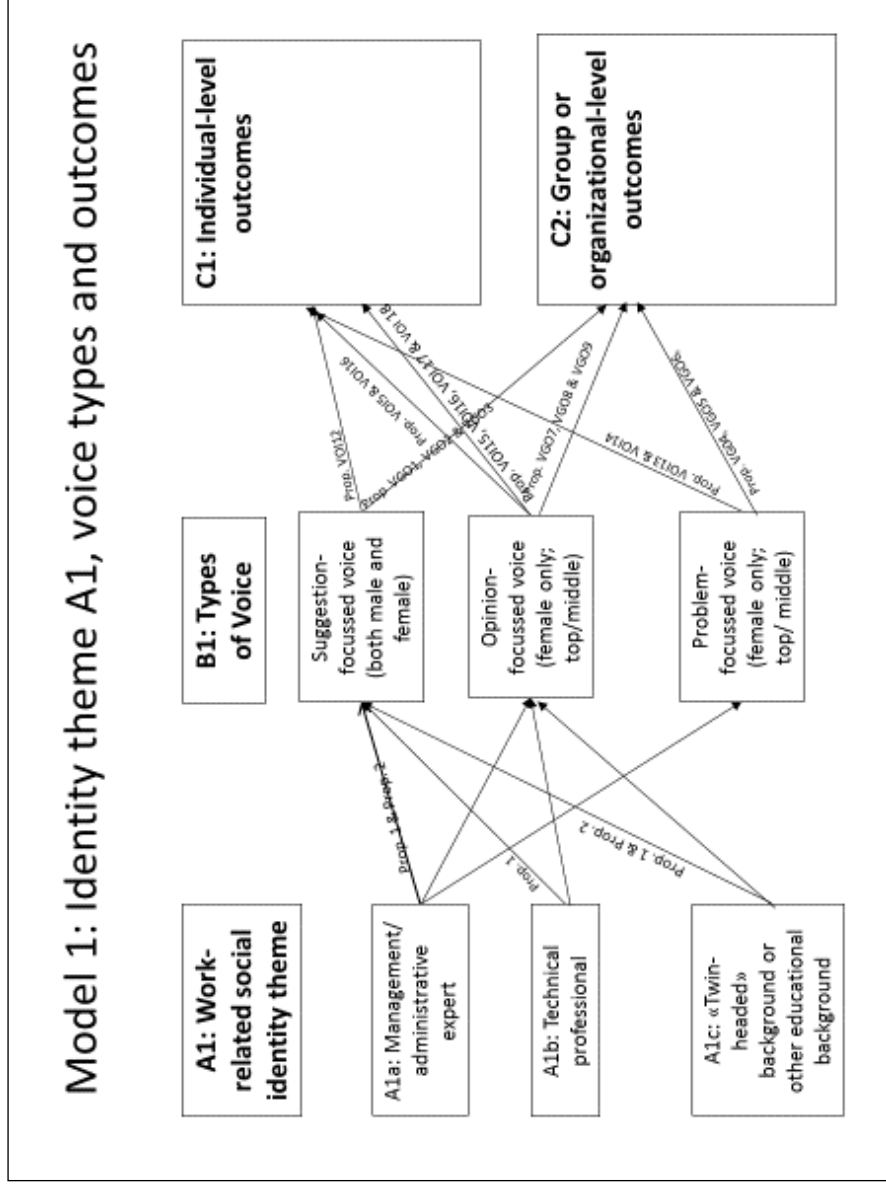 Model 1: Identity theme A1, voice types and outcomes
A1: Work-
related social
identity theme
B1: Types
of Voice
A1a: Management/
administrative
expert
A1b: Technical
professional
A1c: «Twin-
headed»
background or
other educational
background
Prop. 1 & Prop. 2
Prop. 1
Prop. 1 & Prop. 2
Suggestion-
focussed voice
(both male and
female)
Opinion-
focussed voice
(female only;
top/middle)
Problem-
focussed voice
(female only;
top/ middle)
Prop. VOI12
Prop. VOI5 & VOI16
Prop. VOI15, VOI16, VOI17 & VOI 18
Prop. VGO7, VGO8 & VGO9
Prop. VOI13 & VOI14
Prop. VGO4, VGO5 & VGO6,
C1: Individual-level
outcomes
C2: Group or
organizational-level
outcomes